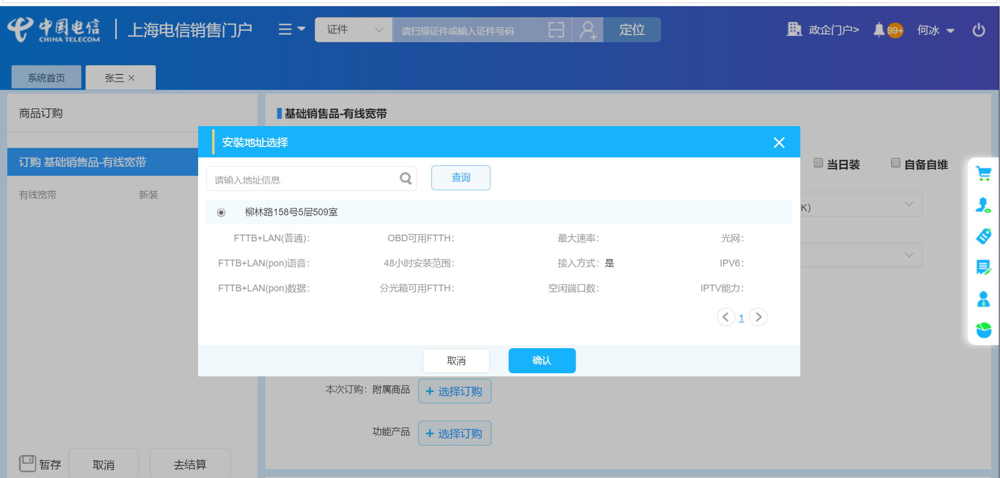 中国电信
CHINA TELECOM
上海电信销售门户
证件
请扫描证件或输入证件号码
定位
政企门户>
99+
何冰
系统首页
张三
商品订购
基础销售品-有线宽带
安装地址选择
订购 基础销售品-有线宽带
当日装
自备自维
请输入地址信息
查询
有线宽带
新装
K)
柳林路158号5层509室
FTTB+LAN(普通):
OBD可用FTTH:
最大速率:
光网:
FTTB+LAN(pon)语音:
48小时安装范围:
接入方式: 是
IPV6:
FTTB+LAN(pon)数据:
分光箱可用FTTH:
空闲端口数:
IPTV能力:
1
取消
确认
本次订购: 附属商品
+ 选择订购
功能产品
+ 选择订购
暂存
取消
去结算